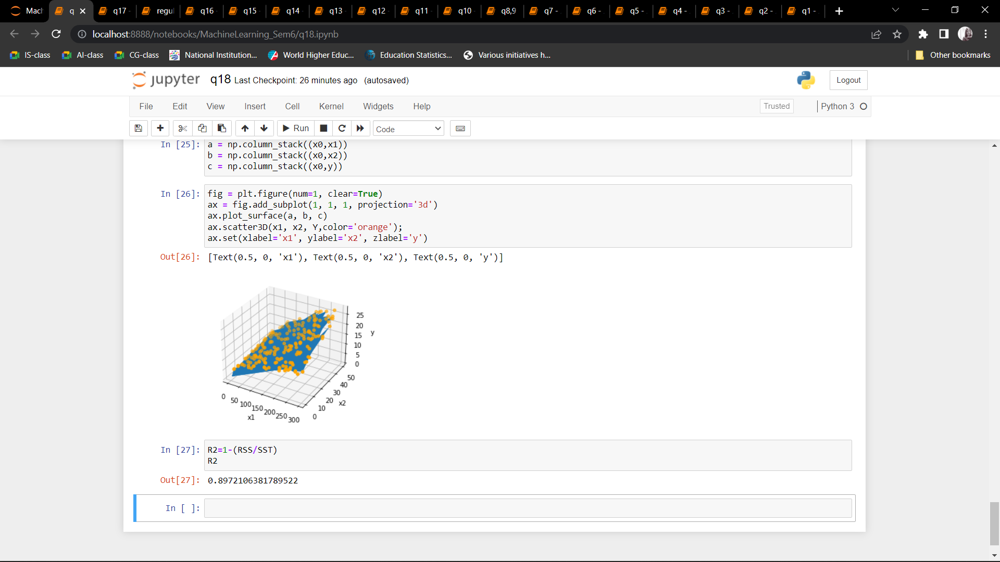 Mach
q
q17 -
regul
q16
q15
q14
q13
q12
q11
q10
q8,9
q7 -
q6 -
q5 -
q4 -
q3 -
q2 -
q1 -
localhost:8888/notebooks/MachineLearning_Sem6/q18.ipynb
IS-class
AI-class
CG-class
National Institution...
World Higher Educ...
Education Statistics...
Various initiatives h...
Other bookmarks
jupyter q18 Last Checkpoint: 26 minutes ago (autosaved)
Logout
File Edit View Insert Cell Kernel Widgets Help
Trusted
Python 3
Run
Code
In [25]: a = np.column_stack((x0,x1))
b = np.column_stack((x0,x2))
c = np.column_stack((x0,y))
In [26]: fig = plt.figure(num=1, clear=True)
ax = fig.add_subplot(1, 1, 1, projection='3d')
ax.plot_surface(a, b, c)
ax.scatter3D(x1, x2, Y,color='orange');
ax.set(xlabel='x1', ylabel='x2', zlabel='y')
Out[26]: [Text(0.5, 0, 'x1'), Text(0.5, 0, 'x2'), Text(0.5, 0, 'y')]
25
20
15
10
5
0
y
50
40
30
20
10
0
x2
0
50
100
150
200
250
300
x1
In [27]: R2=1-(RSS/SST)
R2
Out[27]: 0.8972106381789522
In [ ]: